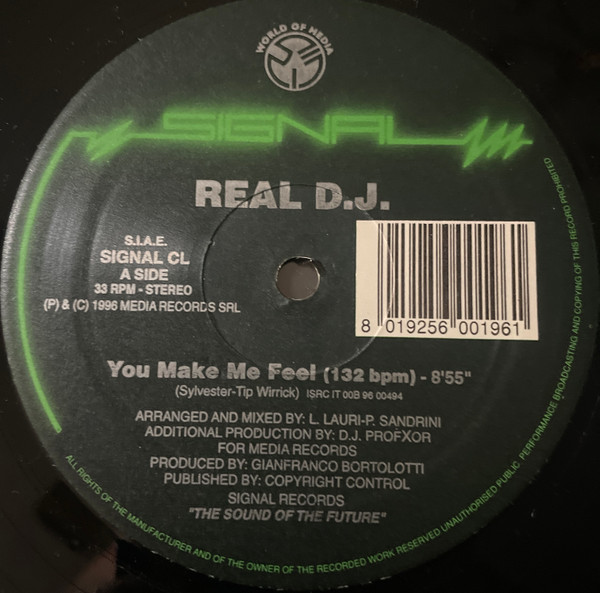 WORLD OF MEDIA
SIGNAL
REAL D.J.
S.I.A.E.
SIGNAL CL
A SIDE
33 RPM - STEREO
(P) & (C) 1996 MEDIA RECORDS SRL
8 019256 001961
You Make Me Feel (132 bpm) - 8'55"
(Sylvester-Tip Wirrick) ISRC IT 00B 96 00494
ARRANGED AND MIXED BY: L. LAURI-P. SANDRINI
ADDITIONAL PRODUCTION BY: D.J. PROFXOR
FOR MEDIA RECORDS
PRODUCED BY: GIANFRANCO BORTOLOTTI
PUBLISHED BY: COPYRIGHT CONTROL
SIGNAL RECORDS
"THE SOUND OF THE FUTURE"
ALL RIGHTS OF THE MANUFACTURER AND OF THE OWNER OF THE RECORDED WORK RESERVED UNAUTHORISED PUBLIC PERFORMANCE BROADCASTING AND COPYING OF THIS RECORD PROHIBITED